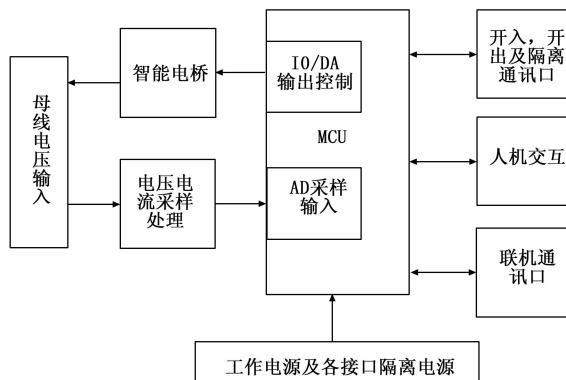 母线电压输入
智能电桥
电压电
流采样
处理
IO/DA
输出控制
MCU
AD采样
输入
开入，开
出及隔离
通讯口
人机交互
联机通
讯口
工作电源及各接口隔离电源